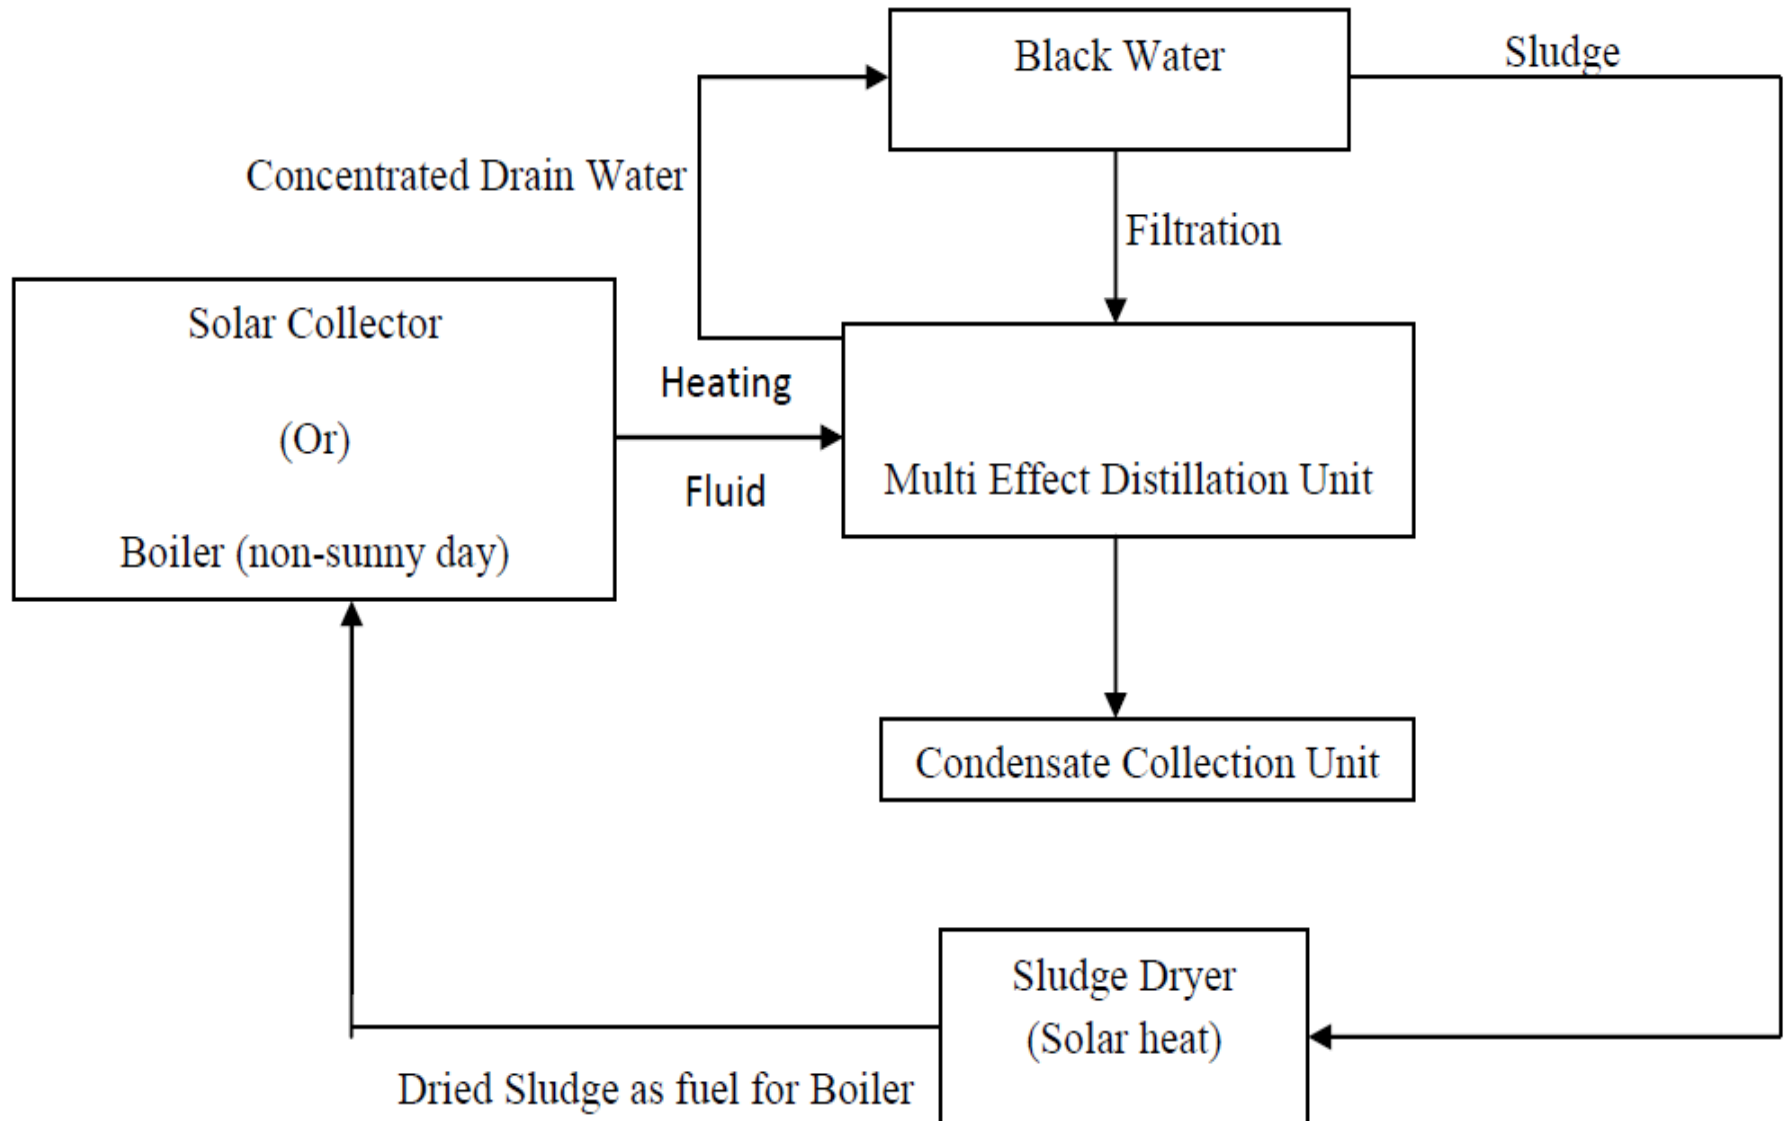 Black Water
Sludge
Concentrated Drain Water
Filtration
Solar Collector
(Or)
Boiler (non-sunny day)
Heating
Fluid
Multi Effect Distillation Unit
Condensate Collection Unit
Sludge Dryer
(Solar heat)
Dried Sludge as fuel for Boiler